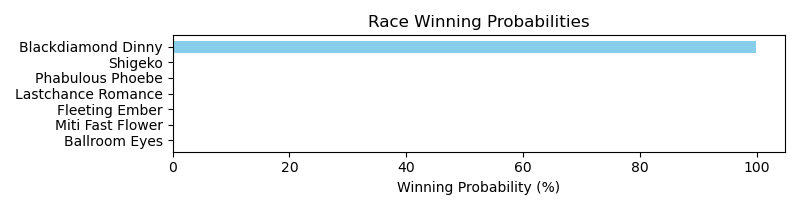 Race Winning Probabilities
Blackdiamond Dinny
Shigeko
Phabulous Phoebe
Lastchance Romance
Fleeting Ember
Miti Fast Flower
Ballroom Eyes
0 20 40 60 80 100
Winning Probability (%)